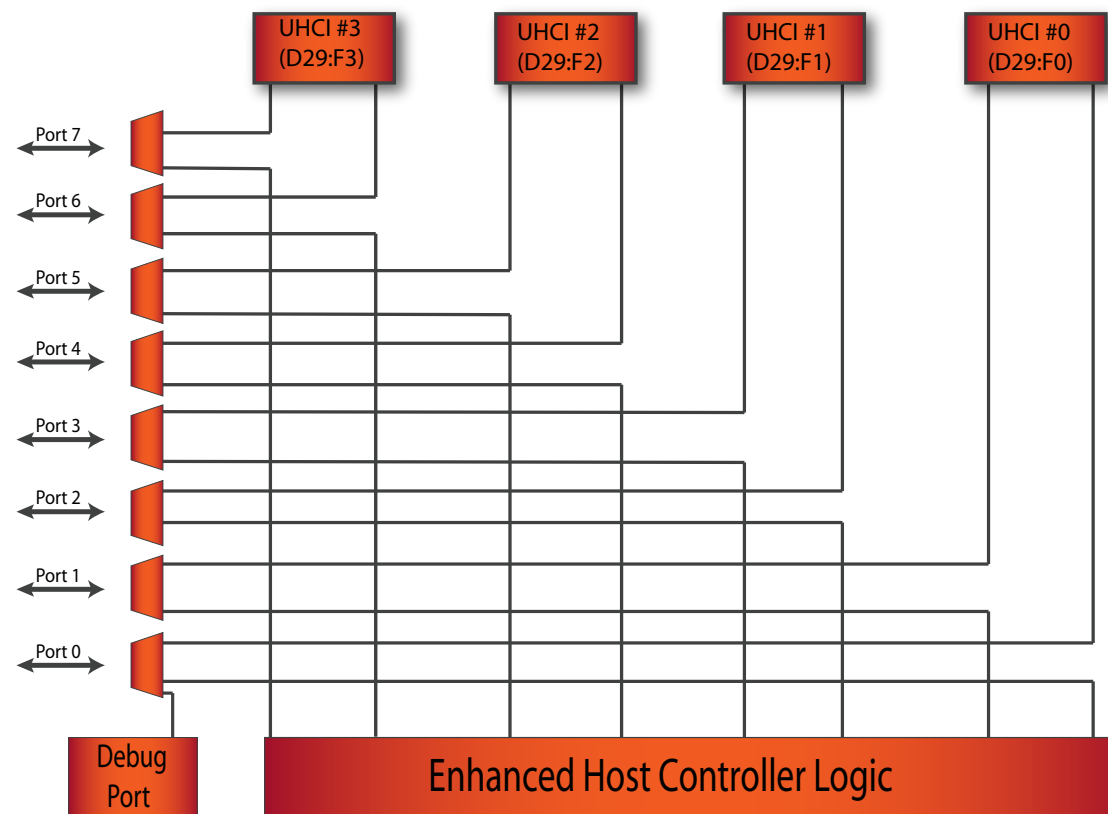 UHCI #3
(D29:F3)
UHCI #2
(D29:F2)
UHCI #1
(D29:F1)
UHCI #0
(D29:F0)
Port 7
Port 6
Port 5
Port 4
Port 3
Port 2
Port 1
Port 0
Debug
Port
Enhanced Host Controller Logic